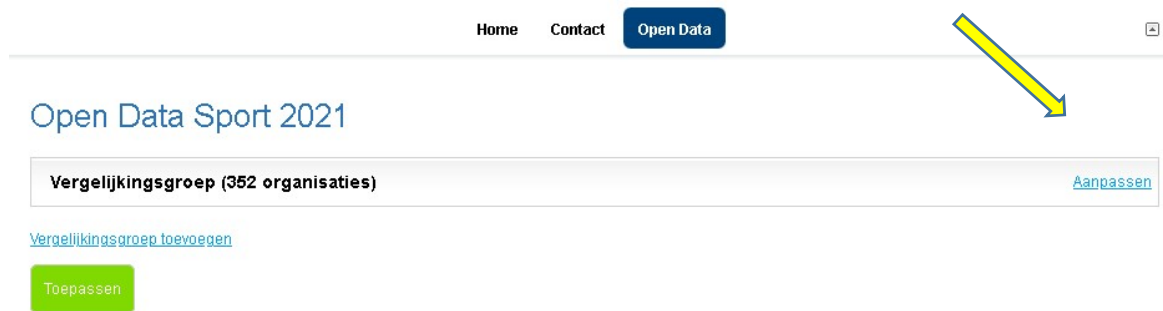 Home Contact Open Data
Open Data Sport 2021
Vergelijkingsgroep (352 organisaties) Aanpassen
Vergelijkingsgroep toevoegen
Toepassen